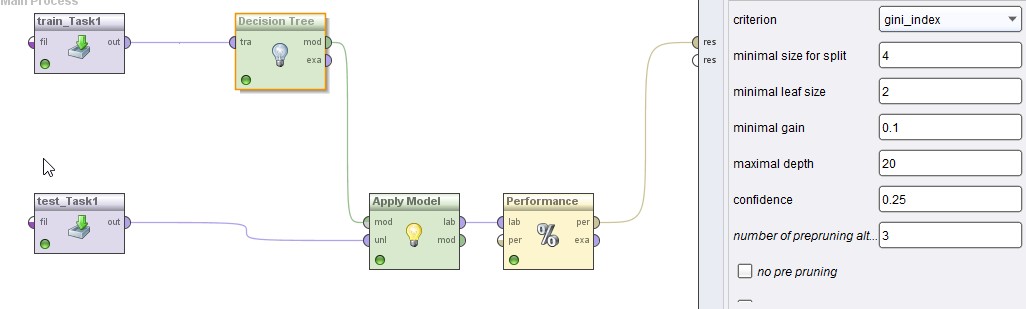 Main Process
train_Task1
fil out
Decision Tree
tra mod
exa
test_Task1
fil out
Apply Model
mod lab
unl mod
Performance
lab per
per exa
%
res
res
criterion gini_index
minimal size for split 4
minimal leaf size 2
minimal gain 0.1
maximal depth 20
confidence 0.25
number of prepruning alt... 3
no pre pruning